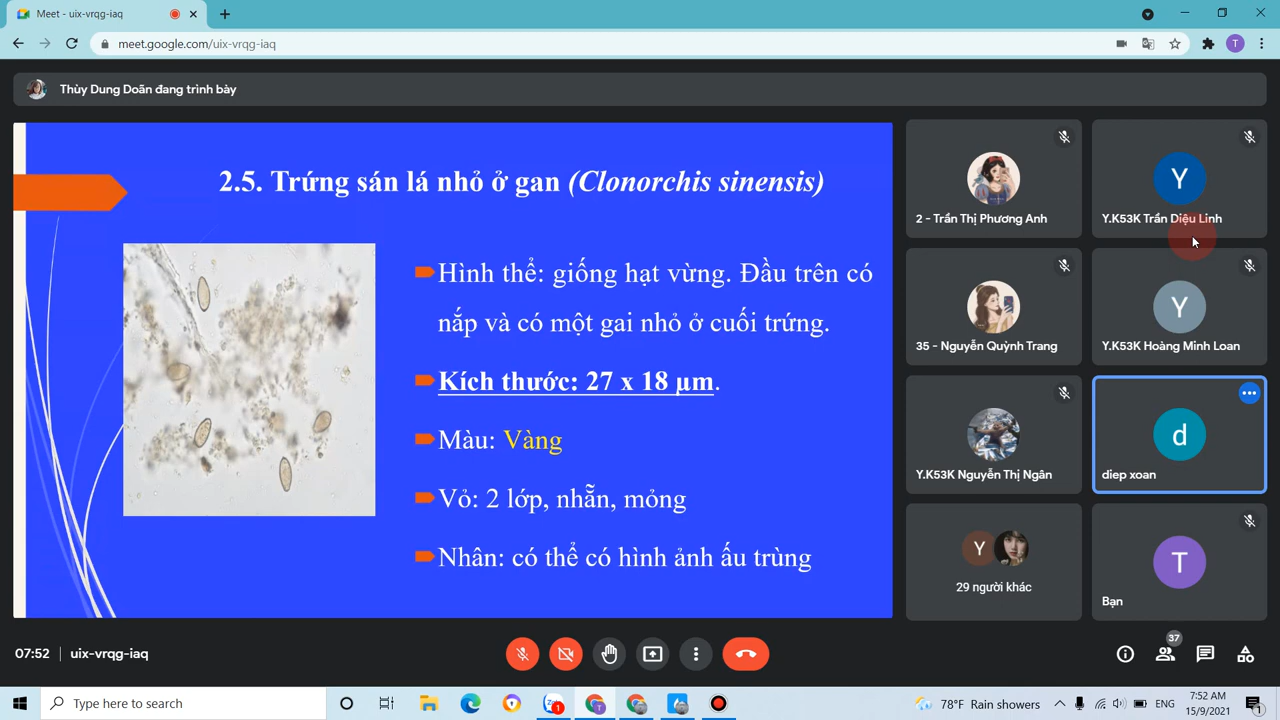 Meet - uix-vrqg-iaq
meet.google.com/uix-vrqg-iaq
T
Thùy Dung Doãn đang trình bày
2.5. Trứng sán lá nhỏ ở gan (Clonorchis sinensis)
Hình thể: giống hạt vừng. Đầu trên có
nắp và có một gai nhỏ ở cuối trứng.
Kích thước: 27 x 18 µm.
Màu: Vàng
Vỏ: 2 lớp, nhẵn, mỏng
Nhân: có thể có hình ảnh ấu trùng
2 - Trần Thị Phương Anh
Y
Y.K53K Trần Diệu Linh
35 - Nguyễn Quỳnh Trang
Y
Y.K53K Hoàng Minh Loan
Y.K53K Nguyễn Thị Ngân
d
diep xoan
Y
29 người khác
T
Bạn
07:52 | uix-vrqg-iaq
37
Type here to search
1
T
78°F Rain showers
ENG
7:52 AM
15/9/2021
1